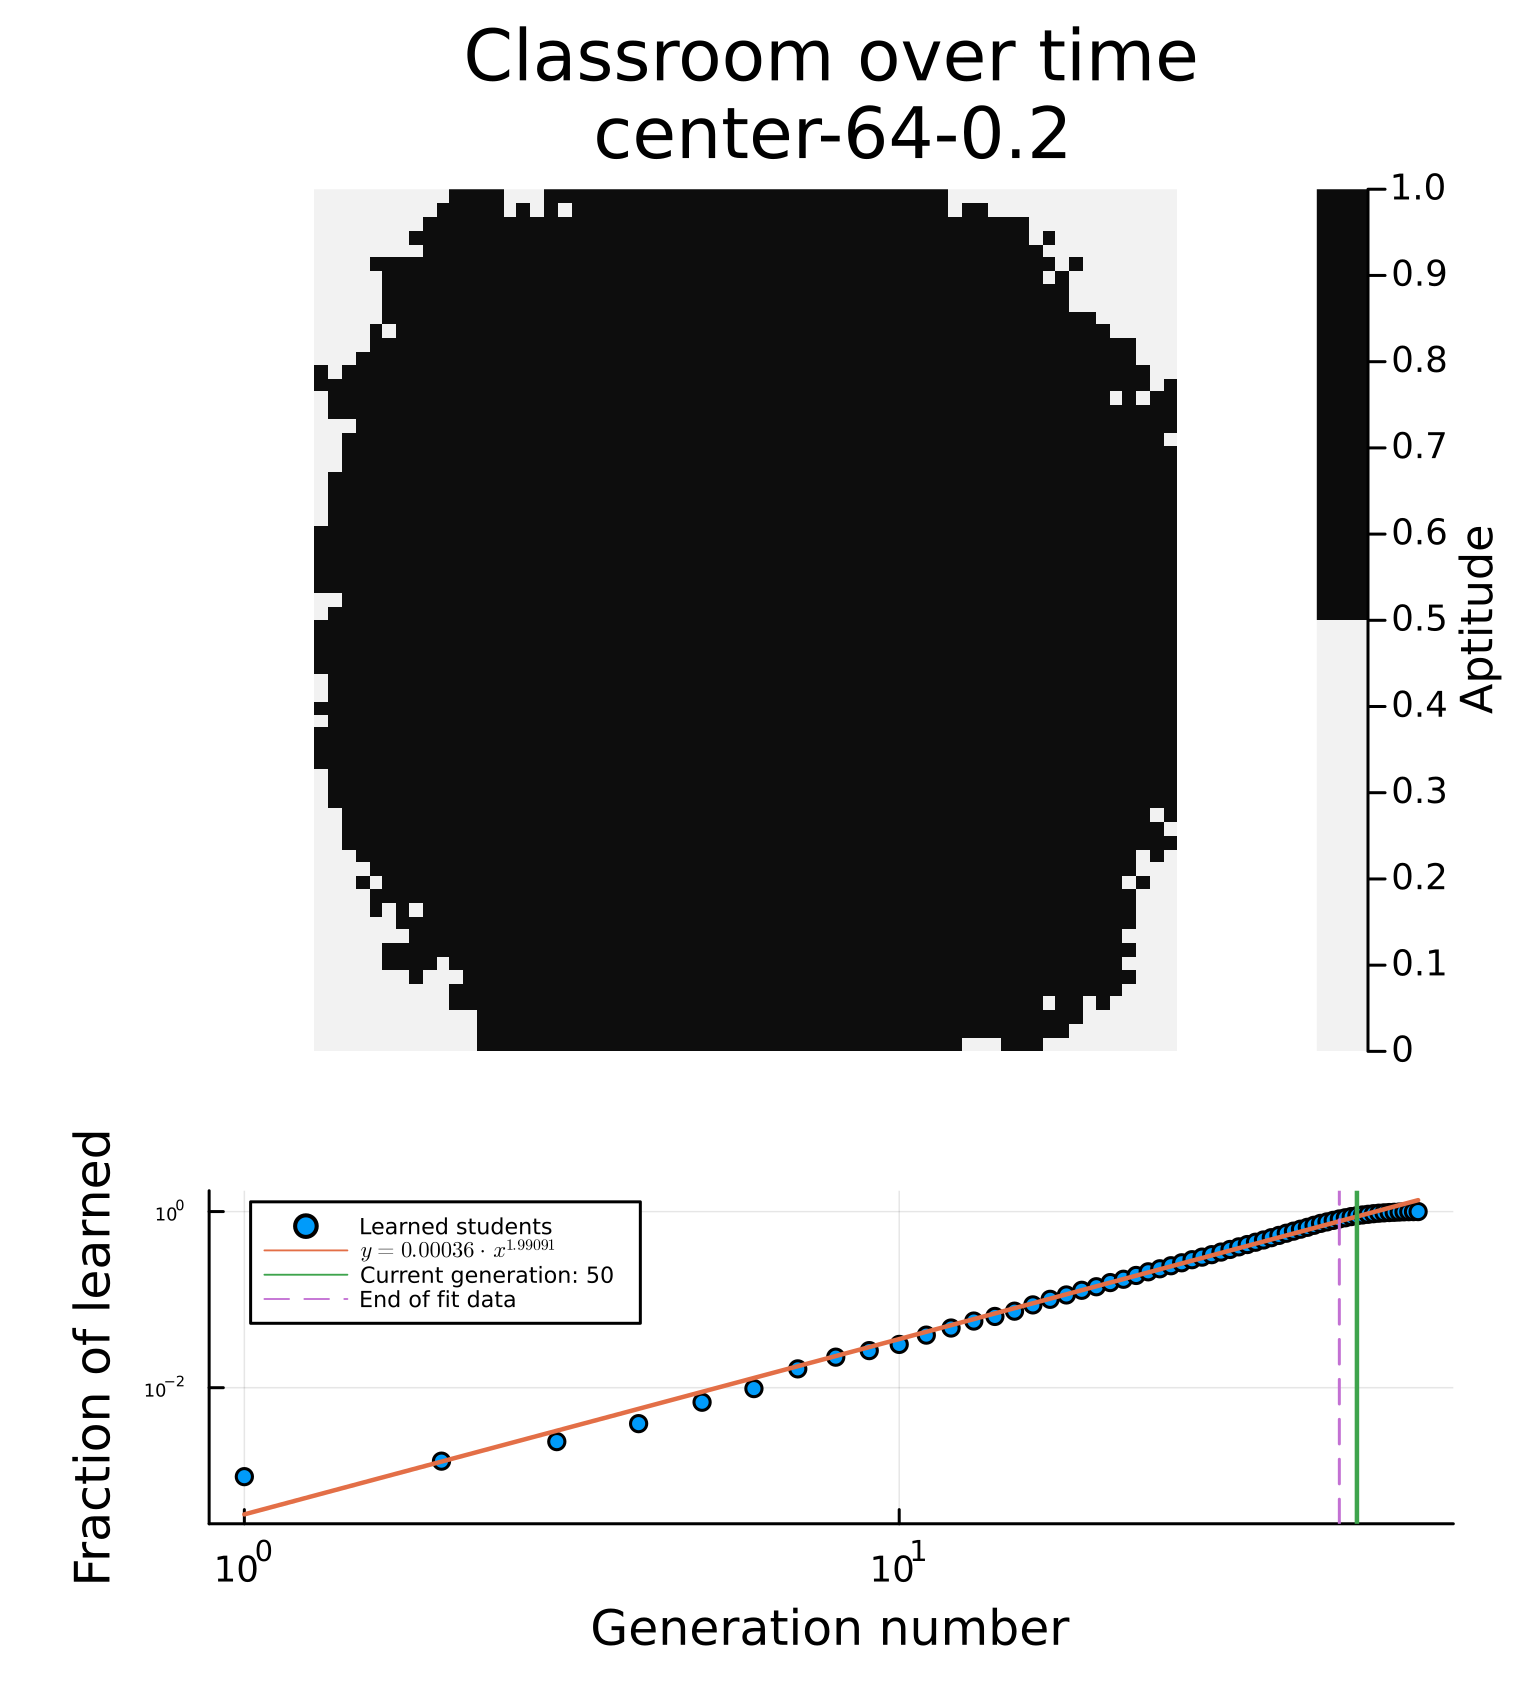 Classroom over time
center-64-0.2
1.0
0.9
0.8
0.7
0.6
0.5
0.4
0.3
0.2
0.1
0
Aptitude
Fraction of learned
10⁰
10⁻²
Learned students
y = 0.00036 · x^1.99091
Current generation: 50
End of fit data
10⁰
10¹
Generation number